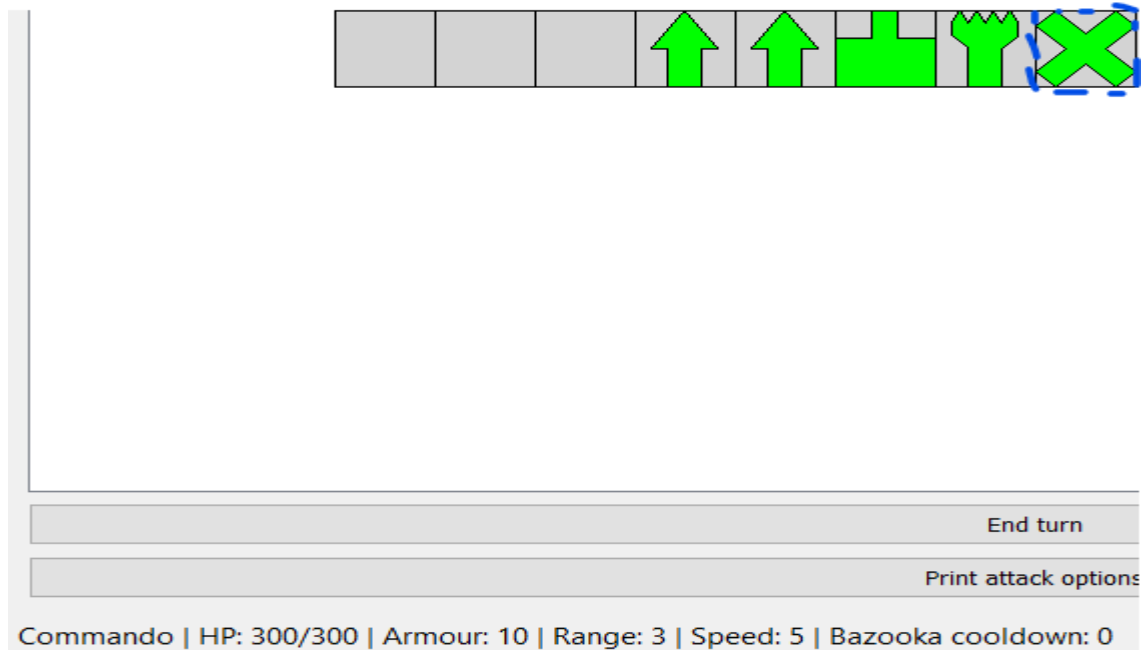 End turn
Print attack options
Commando | HP: 300/300 | Armour: 10 | Range: 3 | Speed: 5 | Bazooka cooldown: 0